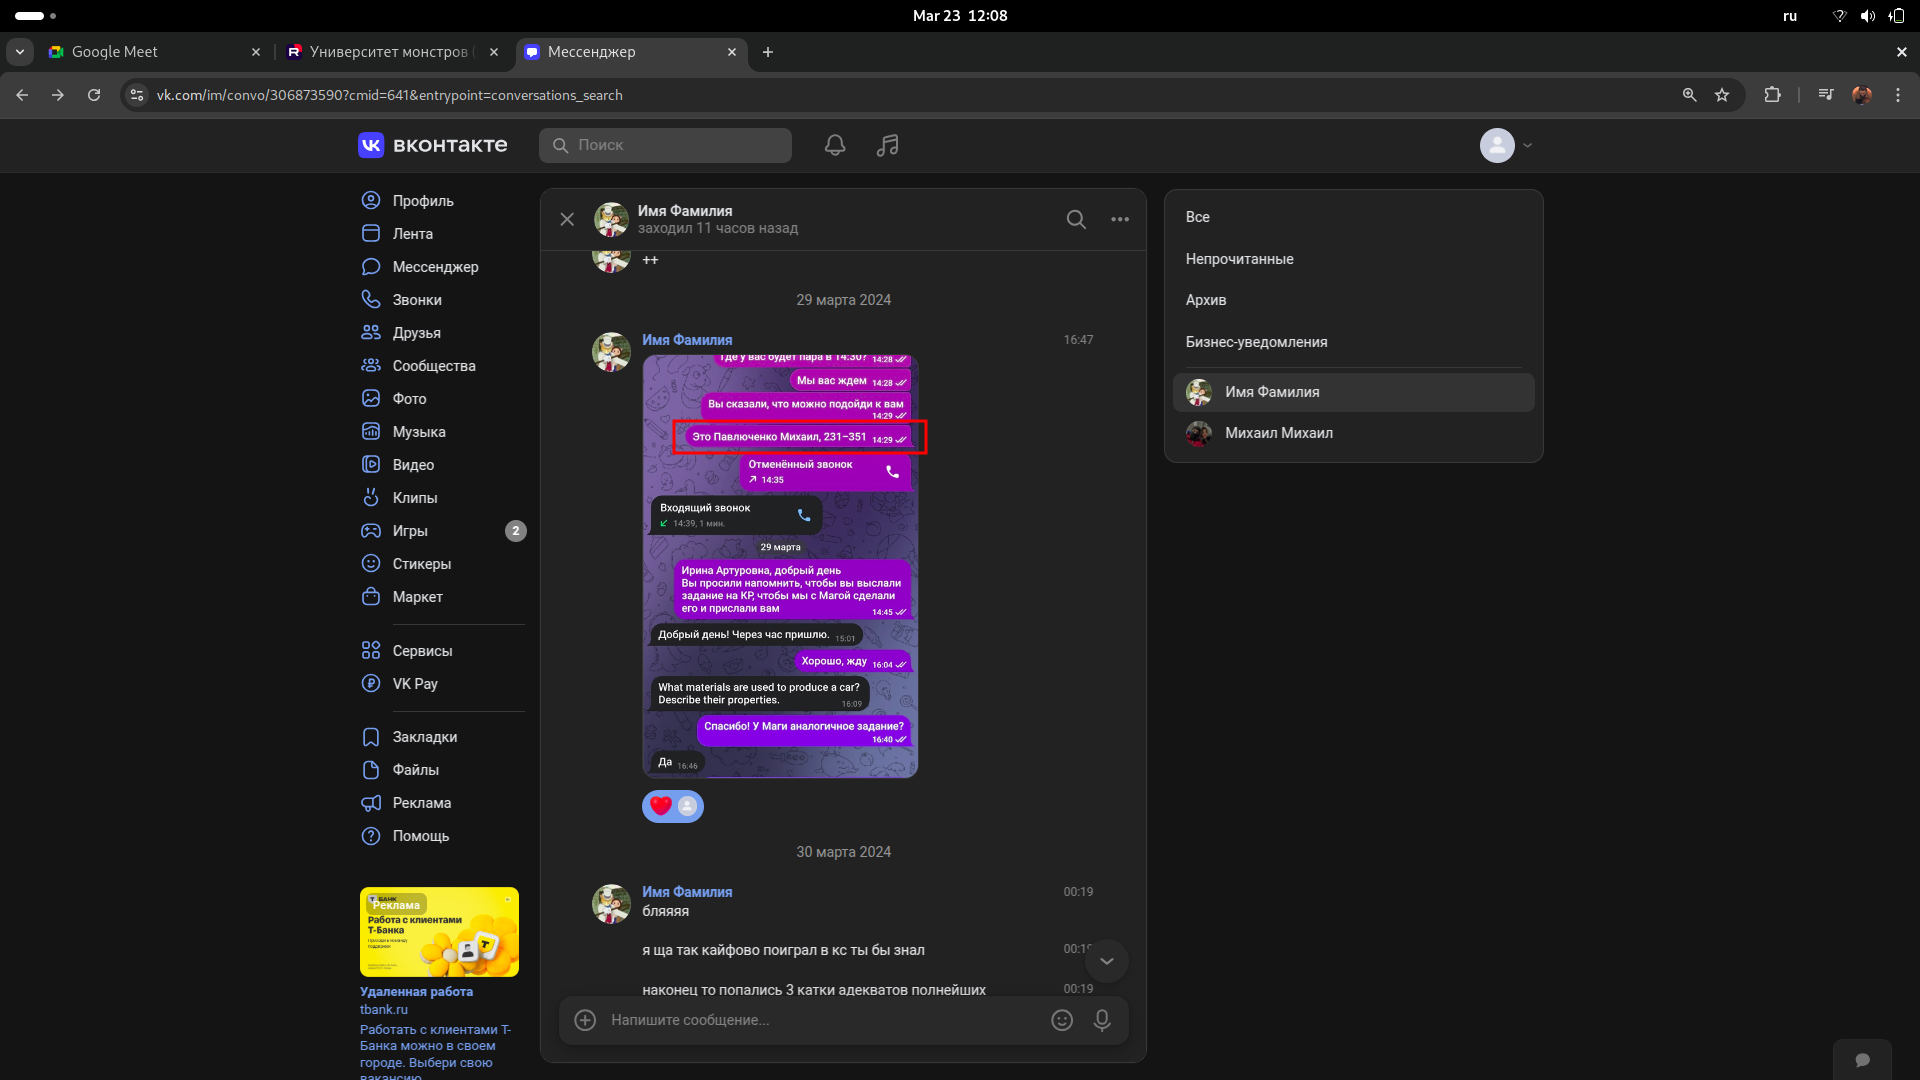 Mar 23 12:08
ru
Google Meet
Университет монстров (
Мессенджер
vk.com/im/convo/306873590?cmid=641&entrypoint=conversations_search
вконтакте
Поиск
Профиль
Лента
Мессенджер
Звонки
Друзья
Сообщества
Фото
Музыка
Видео
Клипы
Игры
2
Стикеры
Маркет
Сервисы
VK Pay
Закладки
Файлы
Реклама
Помощь
Реклама
Работа с клиентами
Т-Банка
Удаленная работа
tbank.ru
Работать с клиентами Т-
Банка можно в своем
городе. Выбери свою
вакансию
Имя Фамилия
заходил 11 часов назад
++
29 марта 2024
Имя Фамилия 16:47
Где у вас будет пара в 14:30? 14:28
Мы вас ждем 14:28
Вы сказали, что можно подойди к вам
14:29
Это Павлюченко Михаил, 231-351 14:29
Отменённый звонок
14:35
Входящий звонок
14:39, 1 мин.
29 марта
Ирина Артуровна, добрый день
Вы просили напомнить, чтобы вы выслали
задание на КР, чтобы мы с Магой сделали
его и прислали вам 14:45
Добрый день! Через час пришлю. 15:01
Хорошо, жду 16:04
What materials are used to produce a car?
Describe their properties. 16:09
Спасибо! У Маги аналогичное задание?
16:40
Да 16:46
30 марта 2024
Имя Фамилия 00:19
бляяяя
я ща так кайфово поиграл в кс ты бы знал 00:19
наконец то попались 3 катки адекватов полнейших 00:19
Напишите сообщение...
Все
Непрочитанные
Архив
Бизнес-уведомления
Имя Фамилия
Михаил Михаил